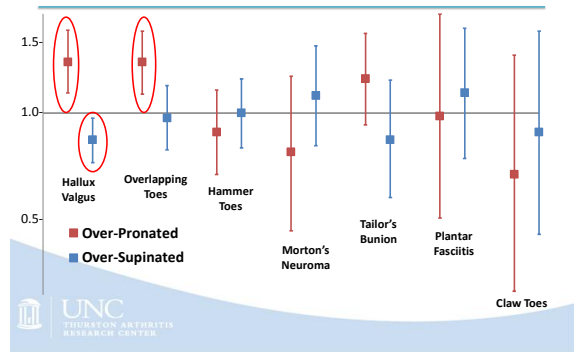 1.5
1.0
0.5
Hallux
Valgus
Overlapping
Toes
Hammer
Toes
Morton's
Neuroma
Tailor's
Bunion
Plantar
Fasciitis
Claw Toes
Over-Pronated
Over-Supinated
UNC
THURSTON ARTHRITIS
RESEARCH CENTER